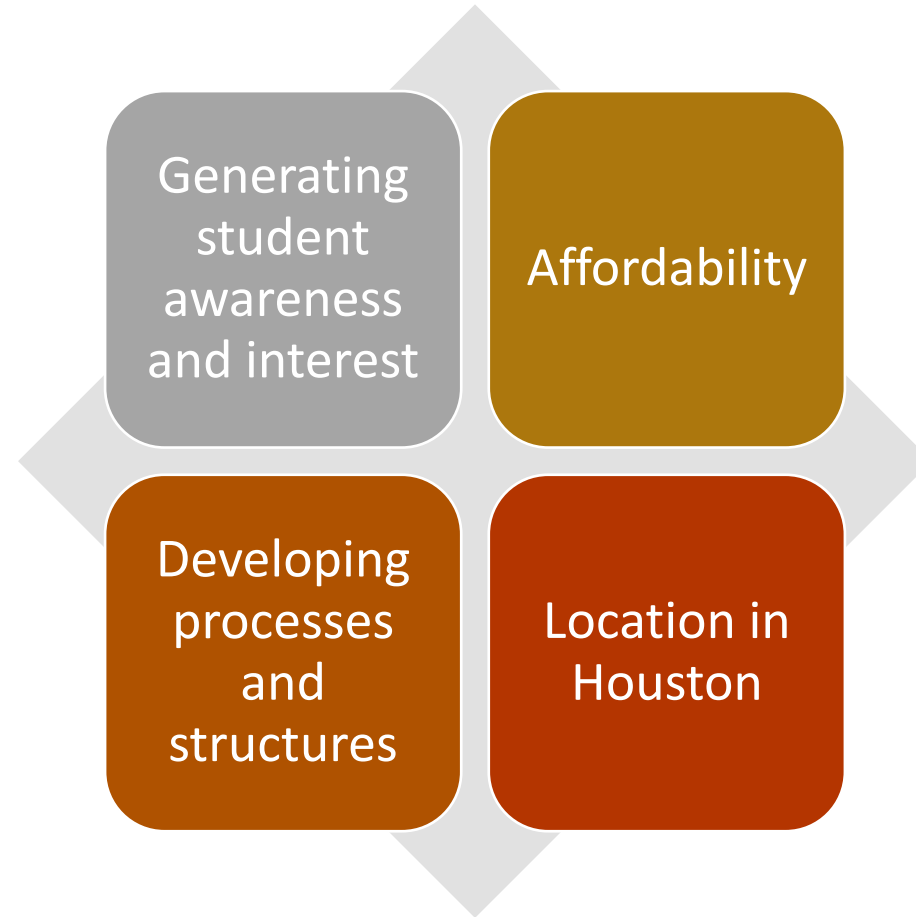 Generating
student
awareness
and interest
Affordability
Developing
processes
and
structures
Location in
Houston